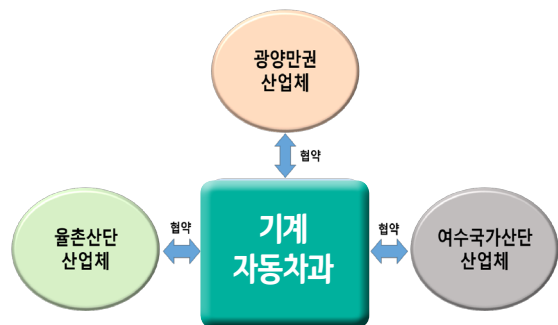 광양만권
산업체
협약
율촌산단
산업체
협약
기계
자동차과
협약
여수국가산단
산업체